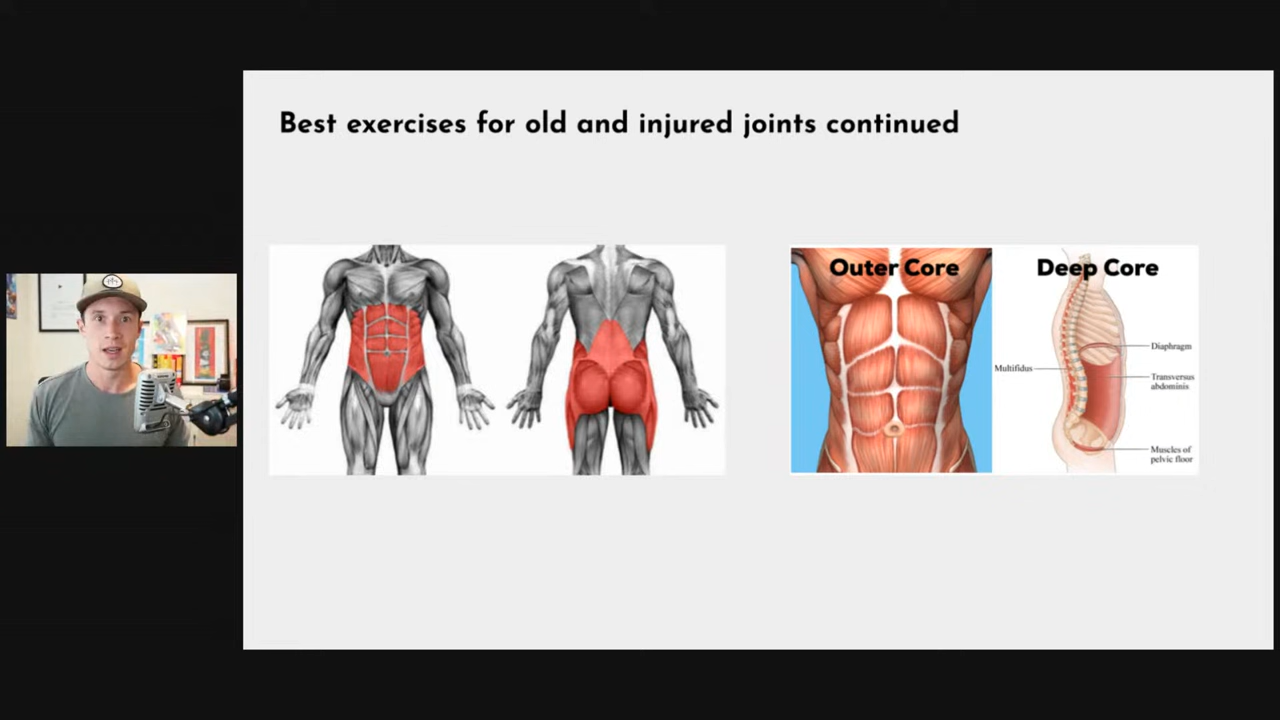 Best exercises for old and injured joints continued
Outer Core
Deep Core
Diaphragm
Multifidus
Transversus
abdominis
Muscles of
pelvic floor